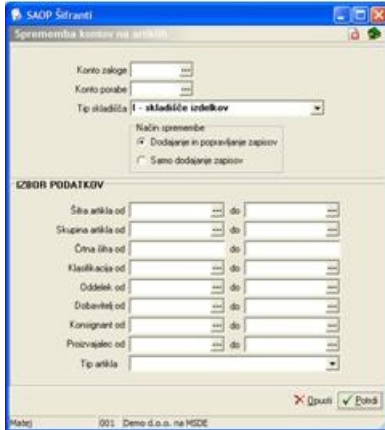 SAOP Šifranti
Sprememba kontov na artiklih
Konto zaloge
Konto porabe
Tip skladišča I - skladišče izdelkov
Način spremembe
Dodajanje in popravljanje zapisov
Samo dodajanje zapisov
IZBOR PODATKOV
Šifra artikla od do
Skupina artikla od do
Črtna šifra od do
Klasifikacija od do
Oddelek od do
Dobavitelj od do
Konsignant od do
Proizvajalec od do
Tip artikla
Opusti Potrdi
Matej 001 Demo d.o.o. na MSDE